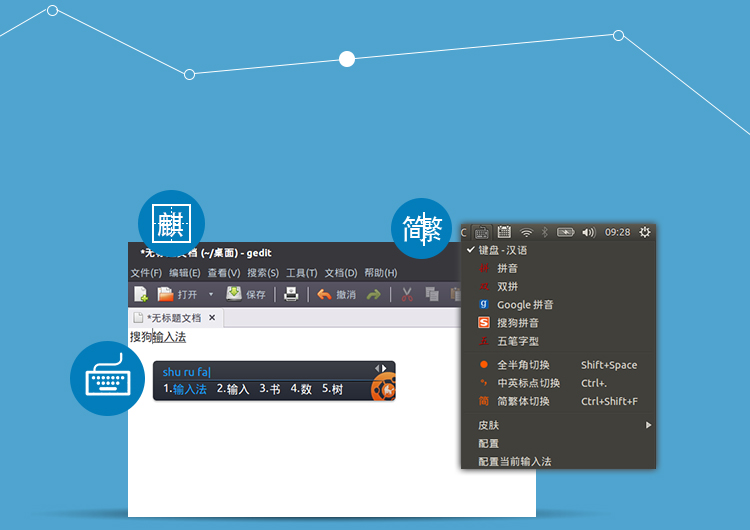 麒
简繁
*无标题文档 (~/桌面) - gedit
文件(F) 编辑(E) 查看(V) 搜索(S) 工具(T) 文档(D) 帮助(H)
打开 保存 撤消
*无标题文档 ×
搜狗输入法
shu ru fa
1.输入法 2.输入 3.书 4.数 5.树
09:28
键盘 - 汉语
拼音
双拼
Google 拼音
搜狗拼音
五笔字型
全半角切换 Shift+Space
中英标点切换 Ctrl+.
简 简繁体切换 Ctrl+Shift+F
皮肤
配置
配置当前输入法